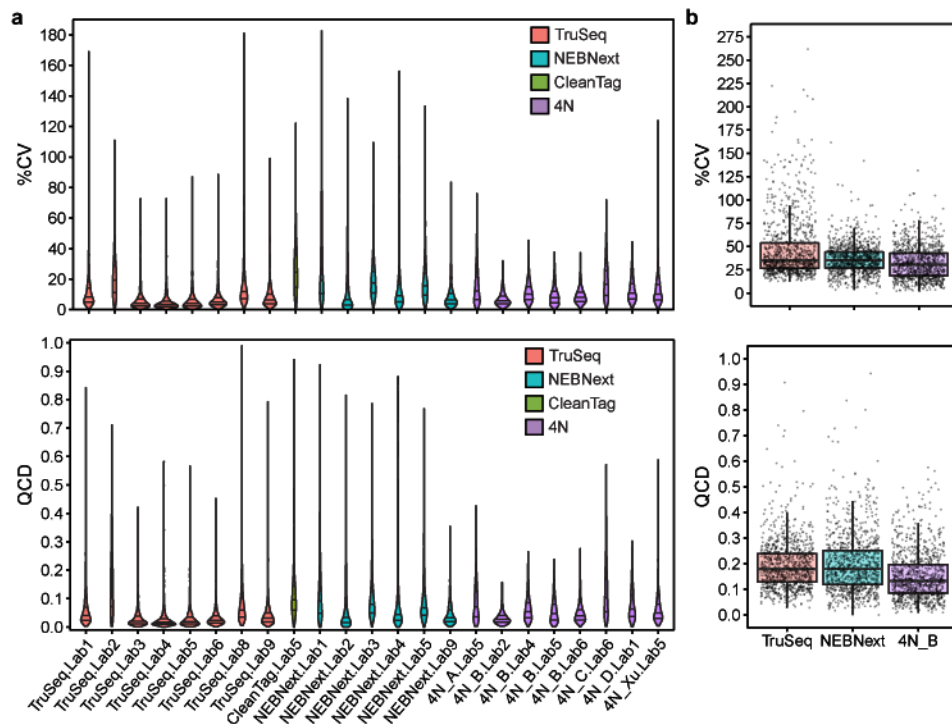 a
%CV
180
160
140
120
100
80
60
40
20
0
TruSeq
NEBNext
CleanTag
4N
QCD
1.0
0.9
0.8
0.7
0.6
0.5
0.4
0.3
0.2
0.1
0.0
TruSeq
NEBNext
CleanTag
4N
TruSeq.Lab1
TruSeq.Lab2
TruSeq.Lab3
TruSeq.Lab4
TruSeq.Lab5
TruSeq.Lab6
TruSeq.Lab8
TruSeq.Lab9
CleanTag.Lab5
NEBNext.Lab1
NEBNext.Lab2
NEBNext.Lab3
NEBNext.Lab4
NEBNext.Lab5
NEBNext.Lab9
4N_A.Lab5
4N_B.Lab2
4N_B.Lab4
4N_B.Lab5
4N_B.Lab6
4N_C.Lab6
4N_D.Lab1
4N_Xu.Lab5
b
%CV
275
250
225
200
175
150
125
100
75
50
25
0
QCD
1.0
0.9
0.8
0.7
0.6
0.5
0.4
0.3
0.2
0.1
0.0
TruSeq
NEBNext
4N_B